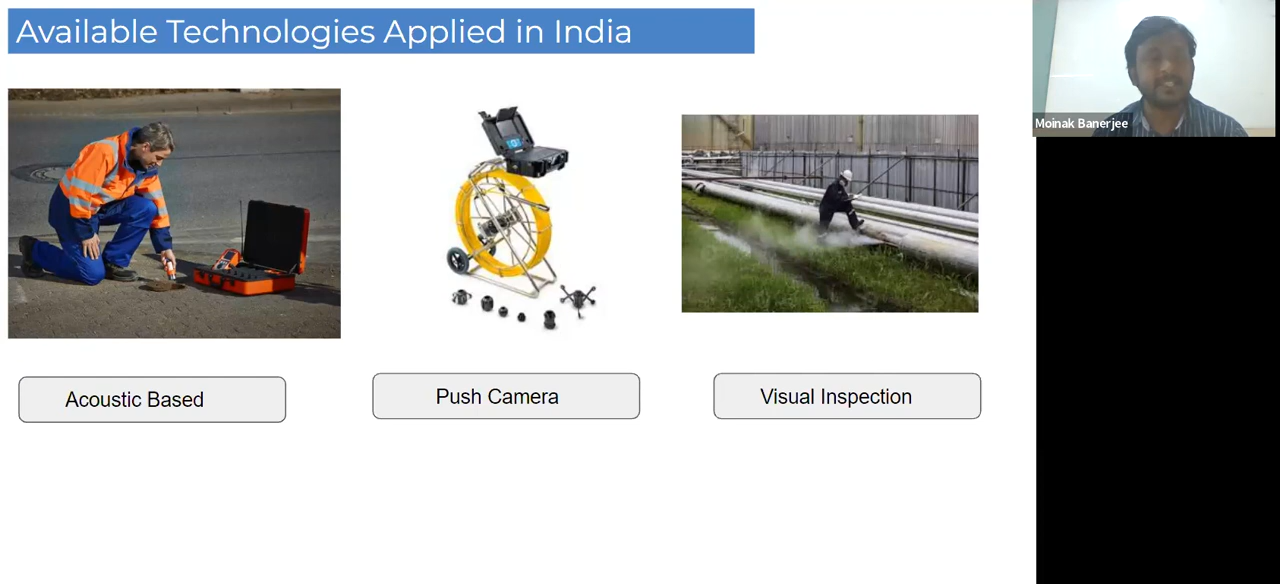 Available Technologies Applied in India
Moinak Banerjee
Acoustic Based
Push Camera
Visual Inspection